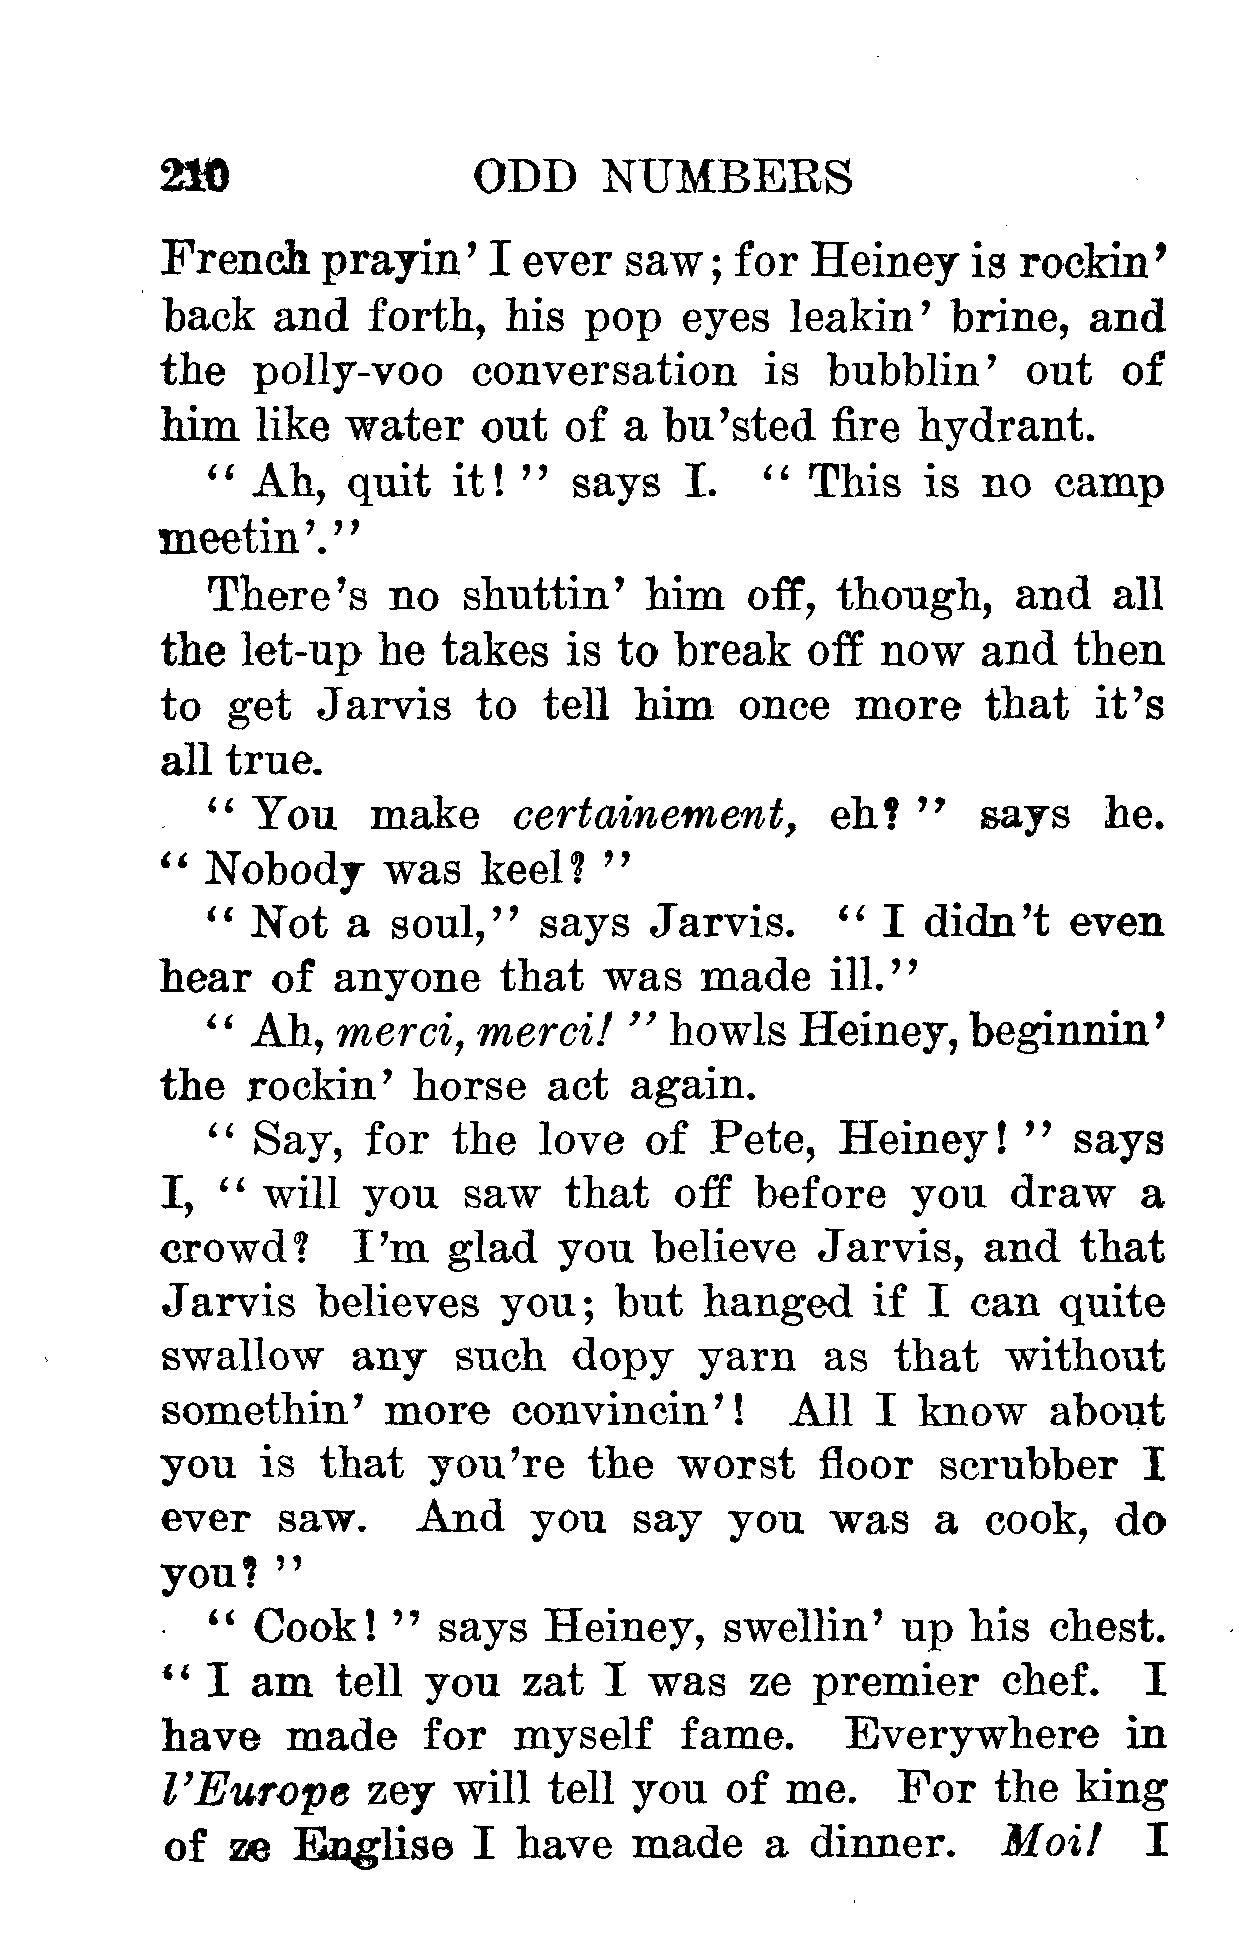 210 ODD NUMBERS
French prayin' I ever saw; for Heiney is rockin'
back and forth, his pop eyes leakin' brine, and
the polly-voo conversation is bubblin' out of
him like water out of a bu'sted fire hydrant.
"Ah, quit it!" says I. "This is no camp
meetin'."
There's no shuttin' him off, though, and all
the let-up he takes is to break off now and then
to get Jarvis to tell him once more that it's
all true.
"You make certainement, eh?" says he.
"Nobody was keel?"
"Not a soul," says Jarvis. "I didn't even
hear of anyone that was made ill."
"Ah, merci, merci!" howls Heiney, beginnin'
the rockin' horse act again.
"Say, for the love of Pete, Heiney!" says
I, "will you saw that off before you draw a
crowd? I'm glad you believe Jarvis, and that
Jarvis believes you; but hanged if I can quite
swallow any such dopy yarn as that without
somethin' more convincin'! All I know about
you is that you're the worst floor scrubber I
ever saw. And you say you was a cook, do
you?"
"Cook!" says Heiney, swellin' up his chest.
"I am tell you zat I was ze premier chef. I
have made for myself fame. Everywhere in
l'Europe zey will tell you of me. For the king
of ze Englise I have made a dinner. Moi! I